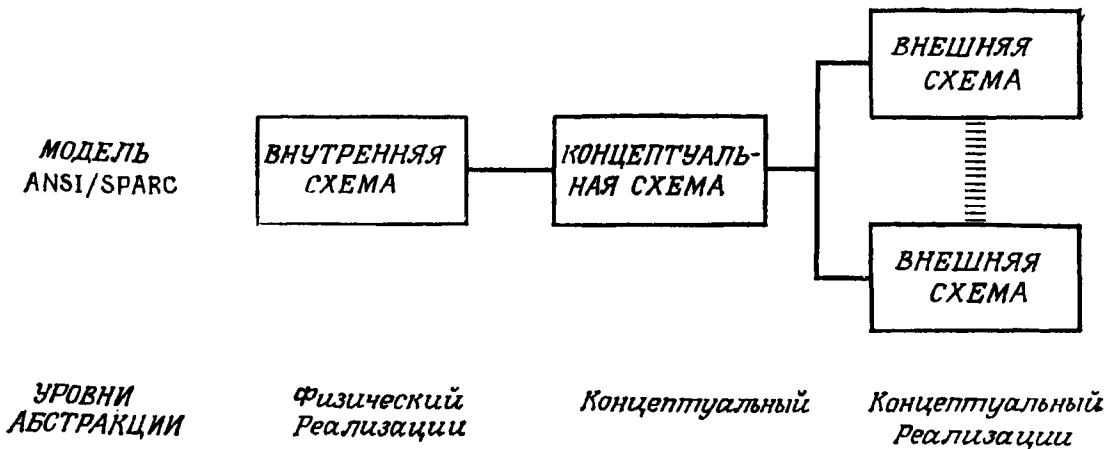 ВНЕШНЯЯ
СХЕМА
МОДЕЛЬ
ANSI/SPARC
ВНУТРЕННЯЯ
СХЕМА
КОНЦЕПТУАЛЬ-
НАЯ СХЕМА
ВНЕШНЯЯ
СХЕМА
УРОВНИ
АБСТРАКЦИИ
Физический
Реализации
Концептуальный
Концептуальный
Реализации